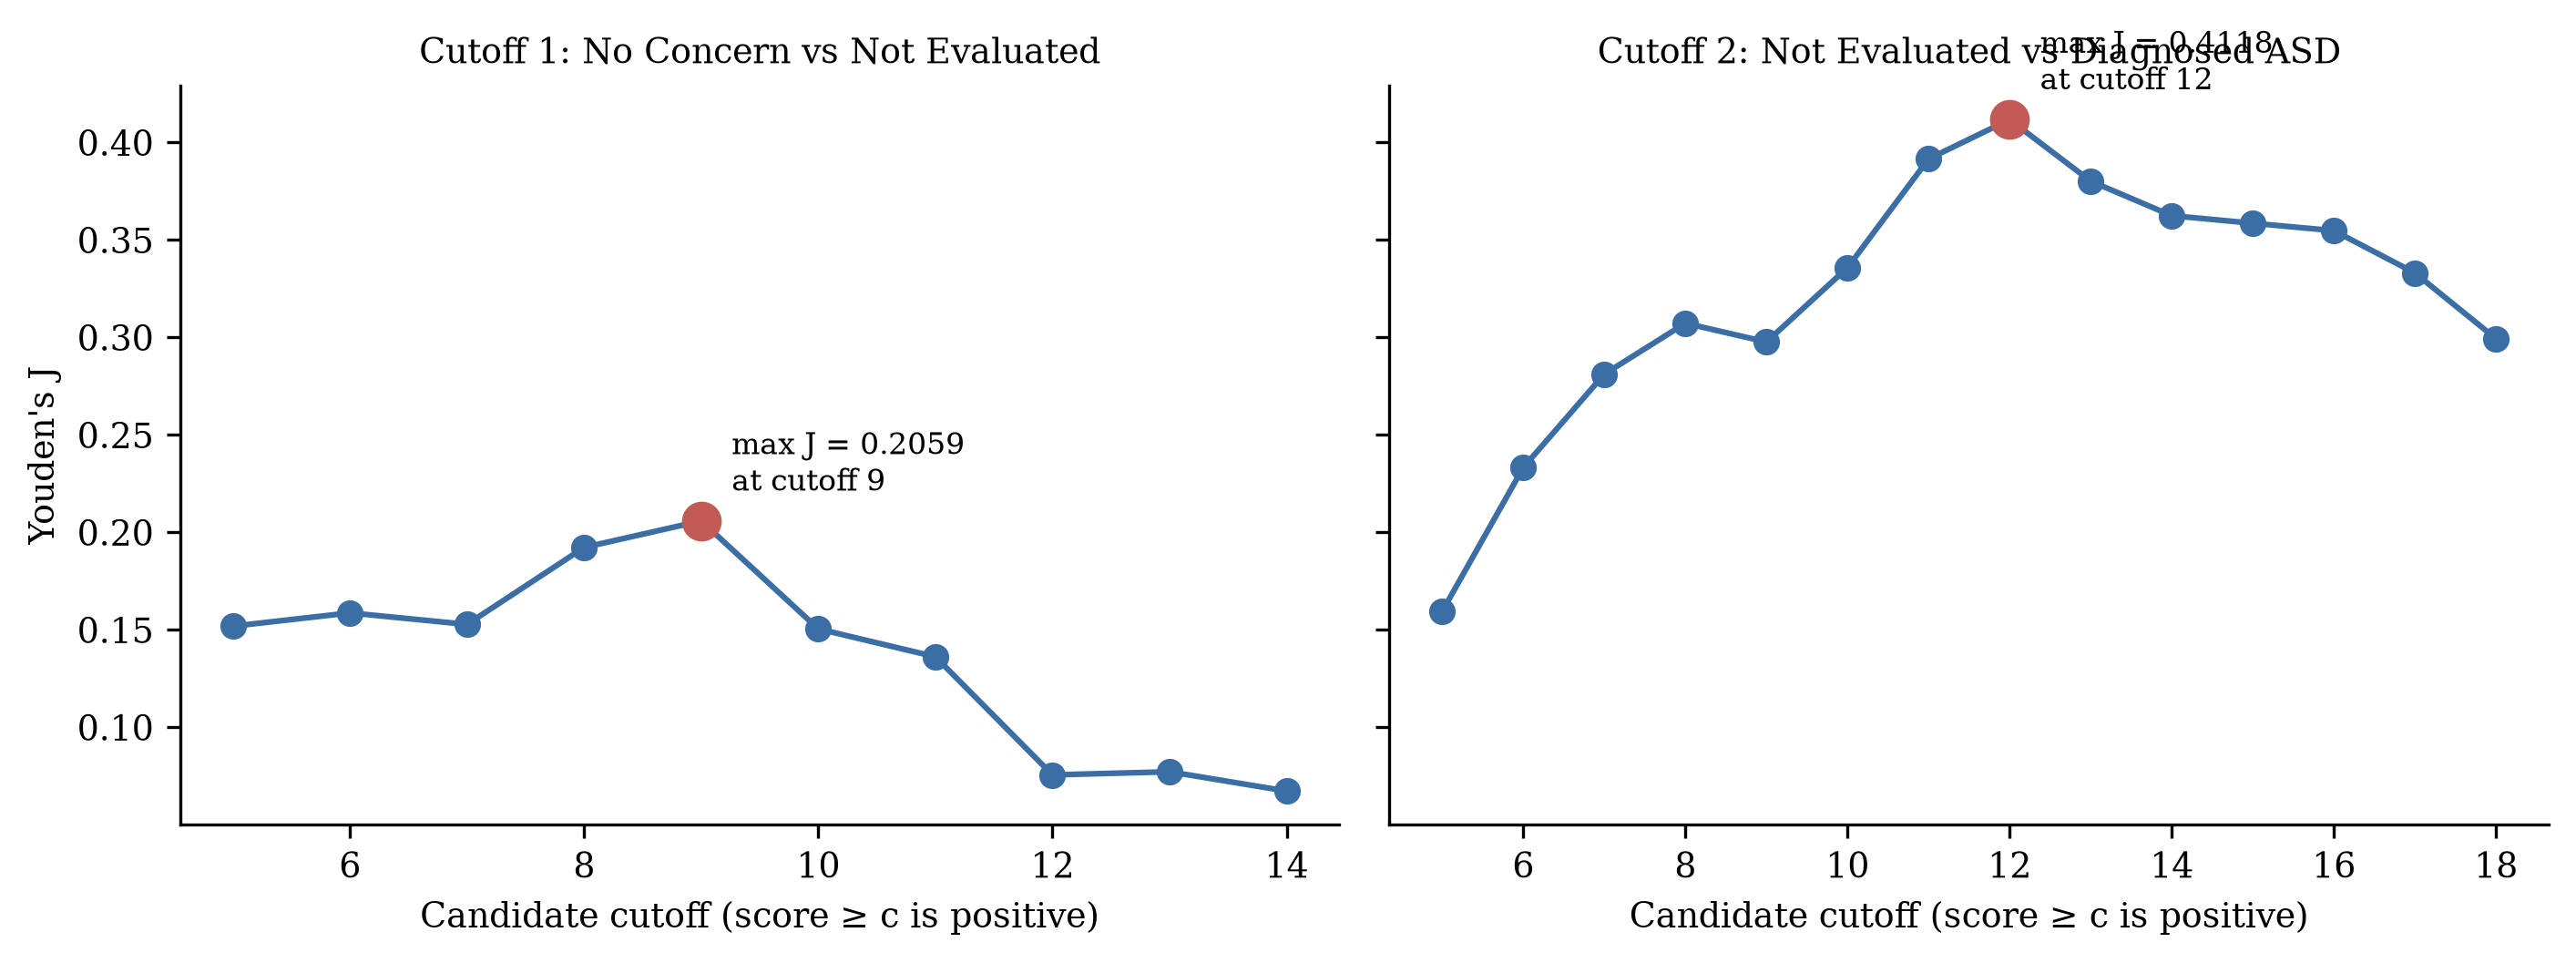 Cutoff 1: No Concern vs Not Evaluated
Youden's J
0.40
0.35
0.30
0.25
0.20
0.15
0.10
max J = 0.2059
at cutoff 9
6 8 10 12 14
Candidate cutoff (score ≥ c is positive)
Cutoff 2: Not Evaluated vs Diagnosed ASD
max J = 0.4118
at cutoff 12
6 8 10 12 14 16 18
Candidate cutoff (score ≥ c is positive)